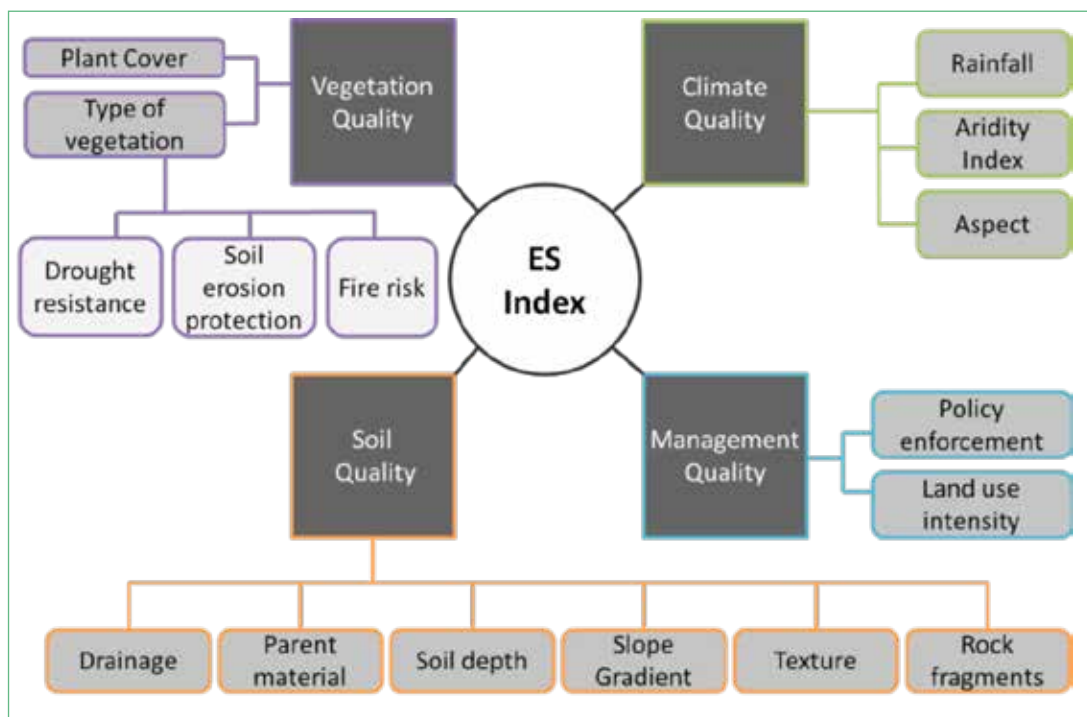 Plant Cover
Type of
vegetation
Vegetation
Quality
Drought
resistance
Soil
erosion
protection
Fire risk
Climate
Quality
Rainfall
Aridity
Index
Aspect
ES
Index
Soil
Quality
Management
Quality
Policy
enforcement
Land use
intensity
Drainage
Parent
material
Soil depth
Slope
Gradient
Texture
Rock
fragments